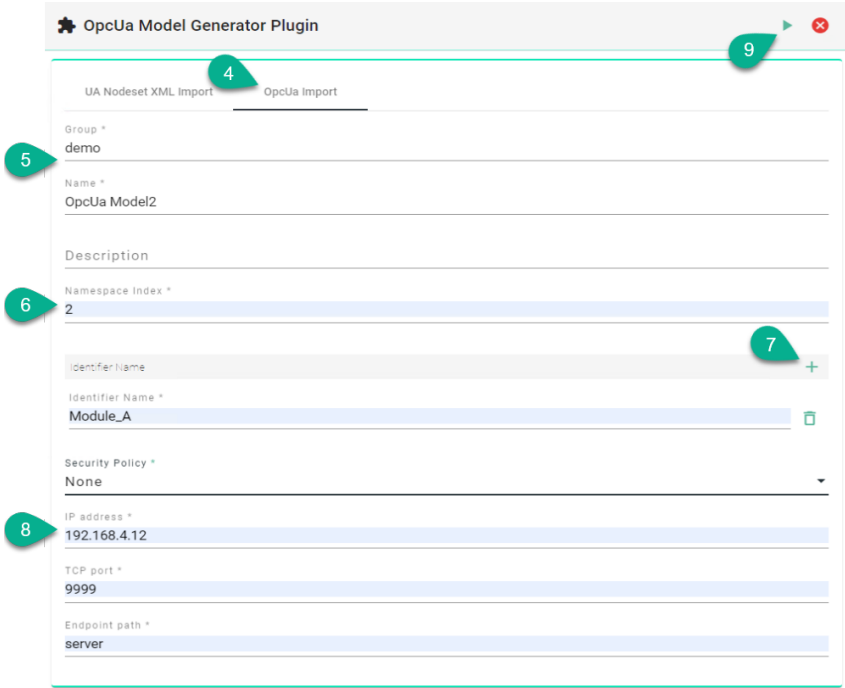 OpcUa Model Generator Plugin
9
4
UA Nodeset XML Import
OpcUa Import
Group *
demo
5
Name *
OpcUa Model2
Description
Namespace Index *
6
2
7
Identifier Name
+
Identifier Name *
Module_A
Security Policy *
None
IP address *
8
192.168.4.12
TCP port *
9999
Endpoint path *
server